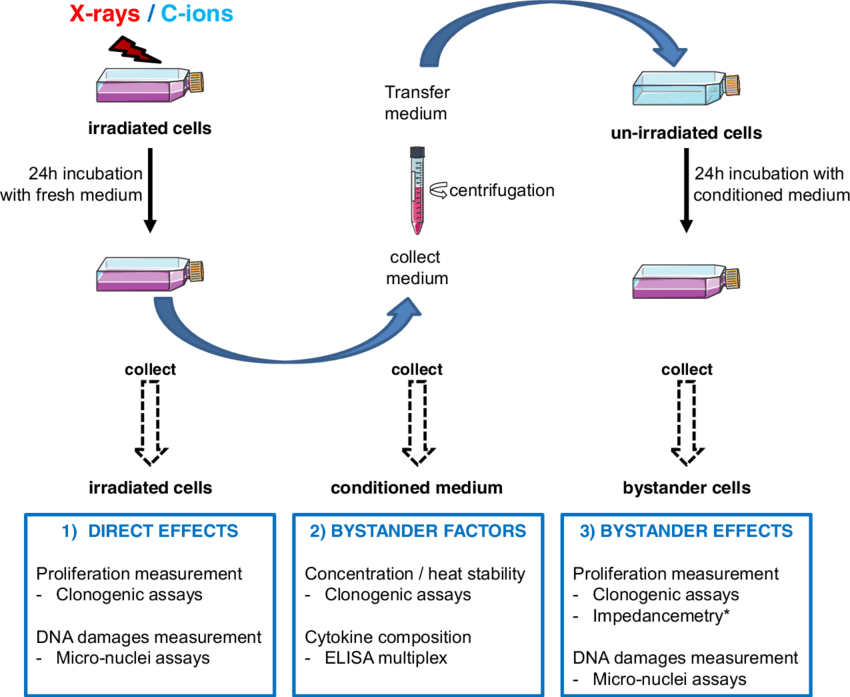 X-rays / C-ions
irradiated cells
24h incubation
with fresh medium
Transfer
medium
centrifugation
collect
medium
un-irradiated cells
24h incubation with
conditioned medium
collect
collect
collect
irradiated cells
conditioned medium
bystander cells
1) DIRECT EFFECTS
Proliferation measurement
- Clonogenic assays
DNA damages measurement
- Micro-nuclei assays
2) BYSTANDER FACTORS
Concentration / heat stability
- Clonogenic assays
Cytokine composition
- ELISA multiplex
3) BYSTANDER EFFECTS
Proliferation measurement
- Clonogenic assays
- Impedancemetry*
DNA damages measurement
- Micro-nuclei assays